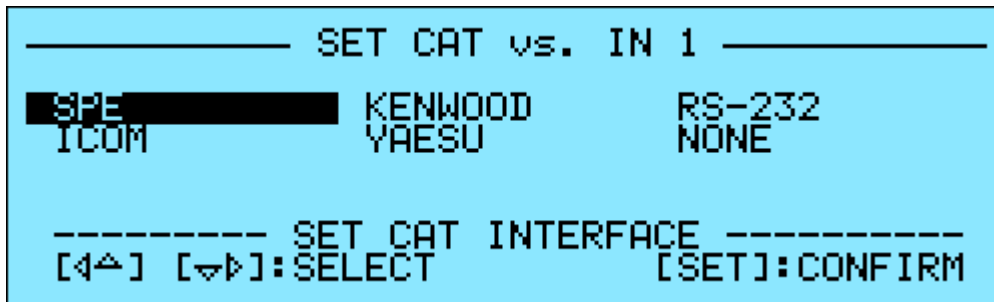 SET CAT vs. IN 1
SPE KENWOOD RS-232
ICOM YAESU NONE
--------- SET CAT INTERFACE ----------
[◁△] [▽▷]:SELECT [SET]:CONFIRM